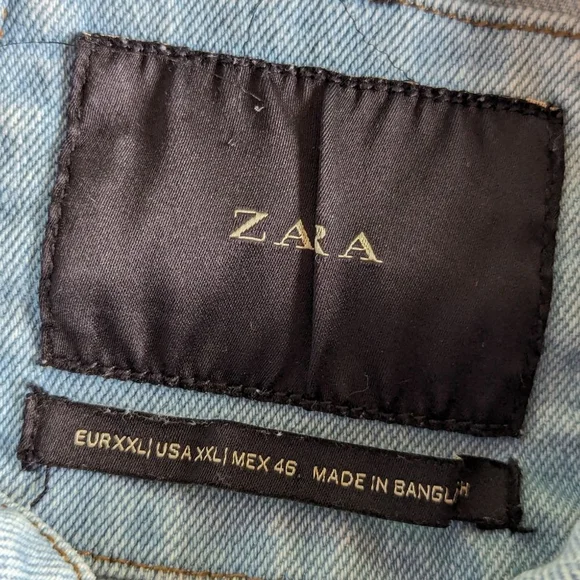 ZARA
EUR XXL | USA XXL | MEX 46 MADE IN